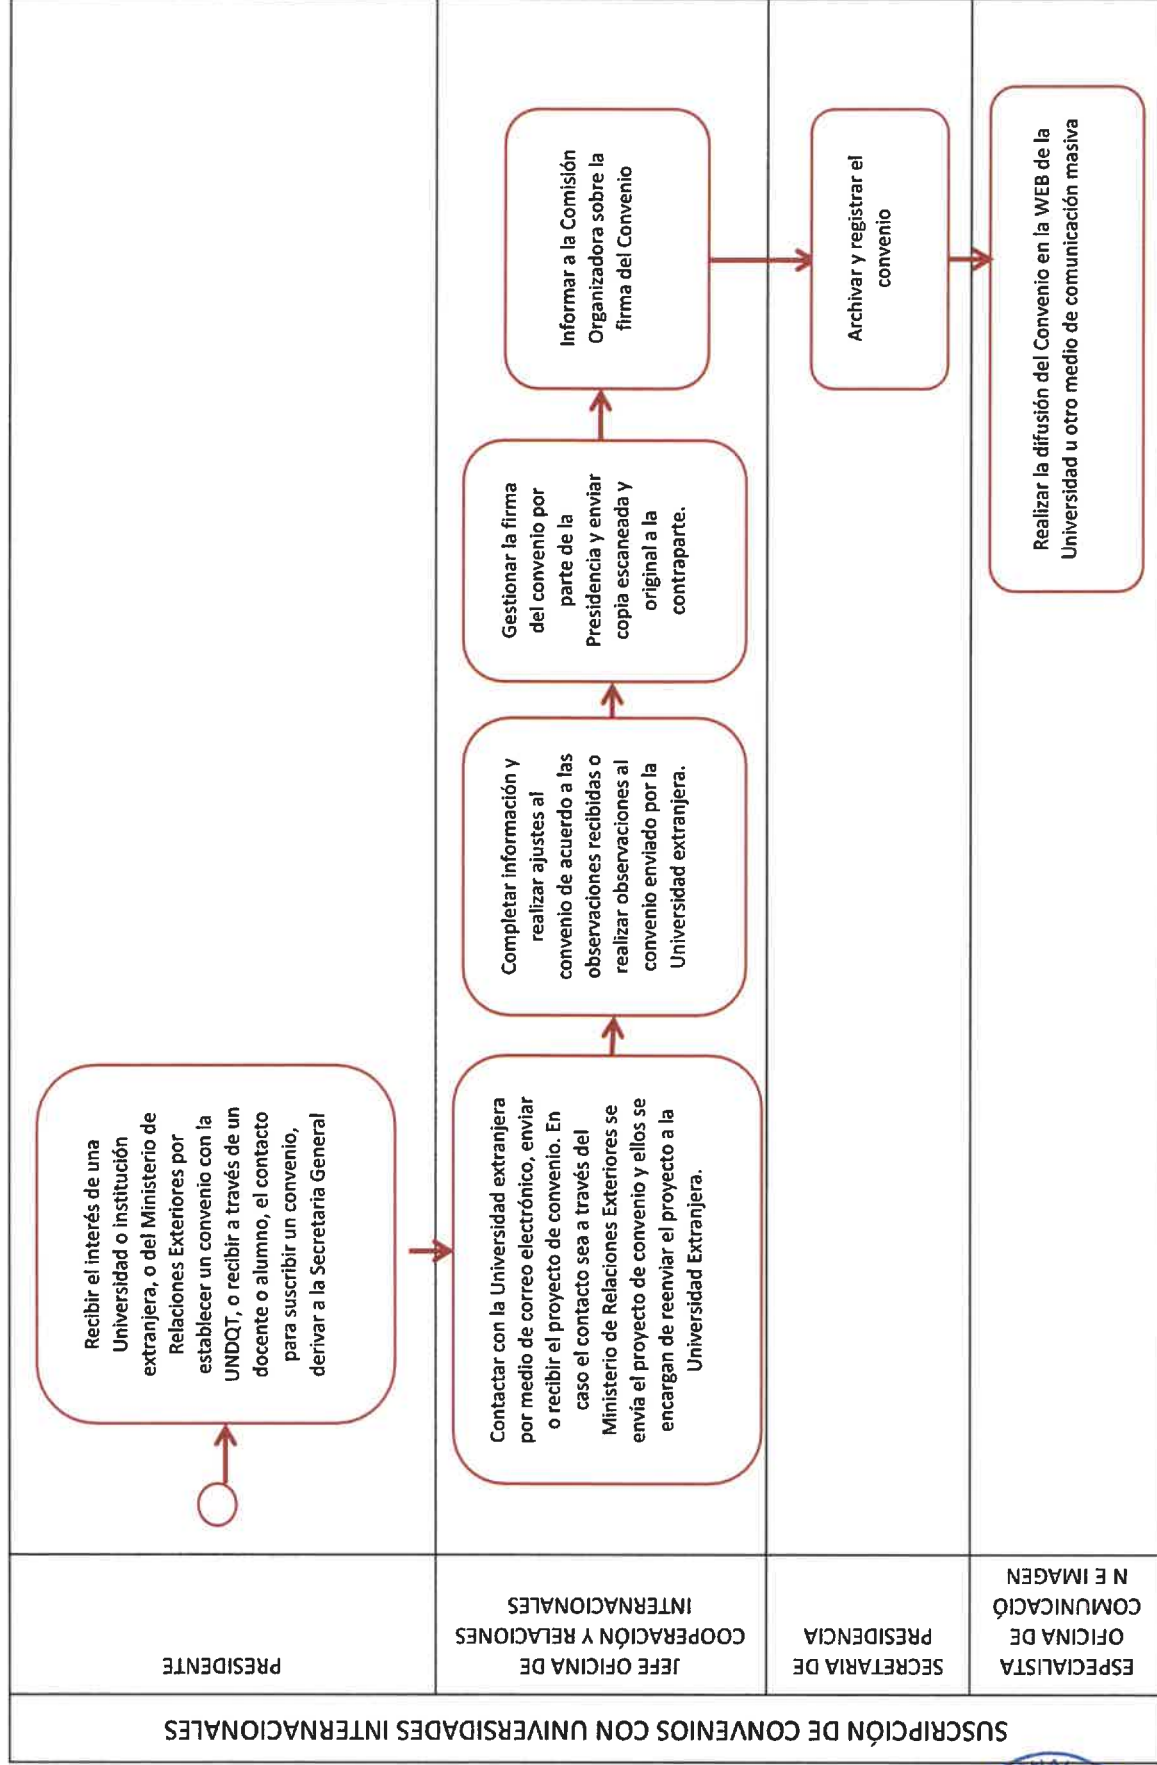 SUSCRIPCIÓN DE CONVENIOS CON UNIVERSIDADES INTERNACIONALES
PRESIDENTE
Recibir el interés de una
Universidad o institución
extranjera, o del Ministerio de
Relaciones Exteriores por
establecer un convenio con la
UNDQT, o recibir a través de un
docente o alumno, el contacto
para suscribir un convenio,
derivar a la Secretaria General
JEFE OFICINA DE
COOPERACIÓN Y RELACIONES
INTERNACIONALES
Contactar con la Universidad extranjera
por medio de correo electrónico, enviar
o recibir el proyecto de convenio. En
caso el contacto sea a través del
Ministerio de Relaciones Exteriores se
envía el proyecto de convenio y ellos se
encargan de reenviar el proyecto a la
Universidad Extranjera.
Completar información y
realizar ajustes al
convenio de acuerdo a las
observaciones recibidas o
realizar observaciones al
convenio enviado por la
Universidad extranjera.
Gestionar la firma
del convenio por
parte de la
Presidencia y enviar
copia escaneada y
original a la
contraparte.
Informar a la Comisión
Organizadora sobre la
firma del Convenio
SECRETARIA DE
PRESIDENCIA
Archivar y registrar el
convenio
ESPECIALISTA
OFICINA DE
COMUNICACIÓ
N E IMAGEN
Realizar la difusión del Convenio en la WEB de la
Universidad u otro medio de comunicación masiva